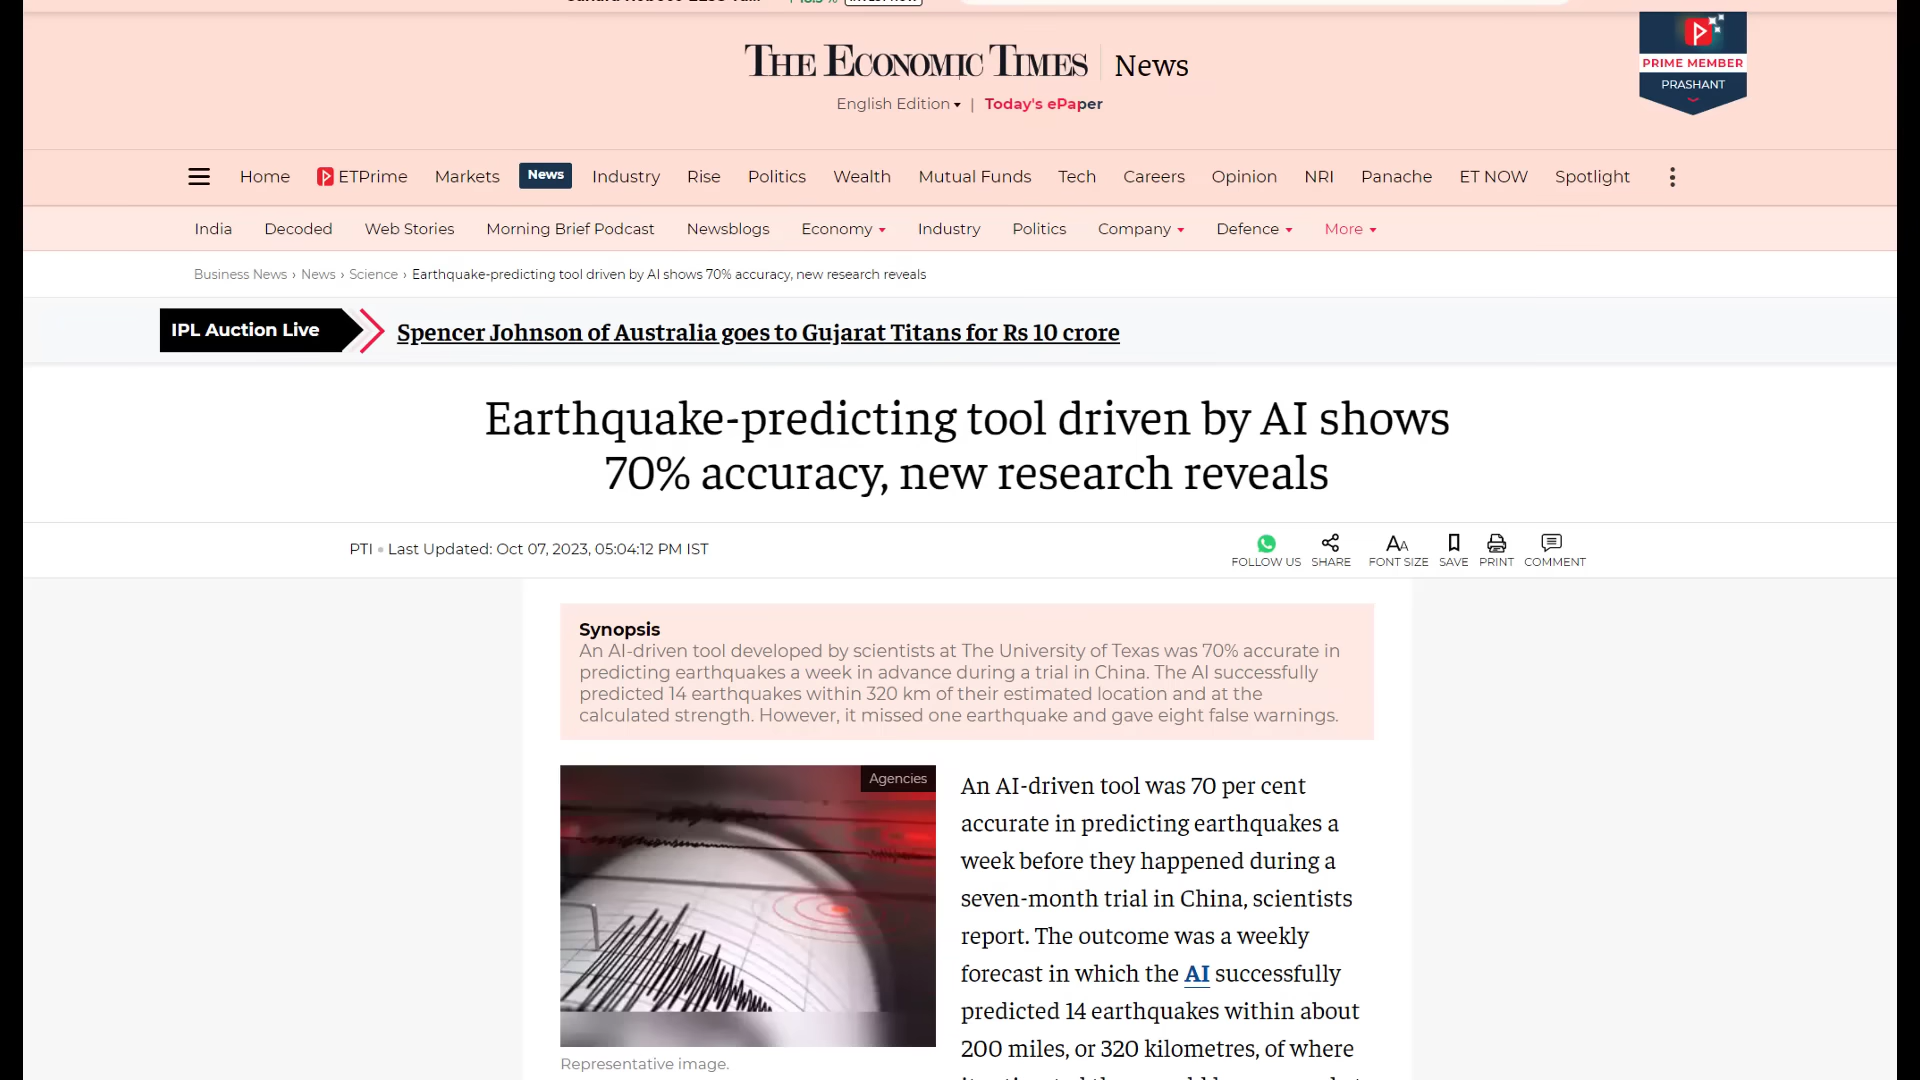 THE ECONOMIC TIMES | News
English Edition | Today's ePaper
PRIME MEMBER
PRASHANT
Home ETPrime Markets News Industry Rise Politics Wealth Mutual Funds Tech Careers Opinion NRI Panache ET NOW Spotlight
India Decoded Web Stories Morning Brief Podcast Newsblogs Economy Industry Politics Company Defence More
Business News › News › Science › Earthquake-predicting tool driven by AI shows 70% accuracy, new research reveals
IPL Auction Live
Spencer Johnson of Australia goes to Gujarat Titans for Rs 10 crore
Earthquake-predicting tool driven by AI shows
70% accuracy, new research reveals
PTI • Last Updated: Oct 07, 2023, 05:04:12 PM IST
FOLLOW US SHARE FONT SIZE SAVE PRINT COMMENT
Synopsis
An AI-driven tool developed by scientists at The University of Texas was 70% accurate in
predicting earthquakes a week in advance during a trial in China. The AI successfully
predicted 14 earthquakes within 320 km of their estimated location and at the
calculated strength. However, it missed one earthquake and gave eight false warnings.
Agencies
Representative image.
An AI-driven tool was 70 per cent
accurate in predicting earthquakes a
week before they happened during a
seven-month trial in China, scientists
report. The outcome was a weekly
forecast in which the AI successfully
predicted 14 earthquakes within about
200 miles, or 320 kilometres, of where